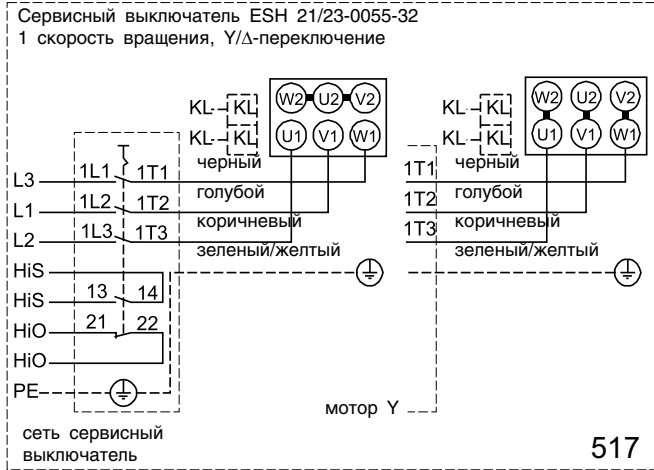 Сервисный выключатель ESH 21/23-0055-32
1 скорость вращения, Y/Δ-переключение
KL KL W2 U2 V2
KL KL U1 V1 W1
KL KL W2 U2 V2
KL KL U1 V1 W1
L3 1L1 1T1 черный
L1 1L2 1T2 голубой
L2 1L3 1T3 коричневый
зеленый/желтый
1T1 черный
1T2 голубой
1T3 коричневый
зеленый/желтый
HiS
HiS 13 14
HiO 21 22
HiO
PE
мотор Y
сеть сервисный
выключатель
517